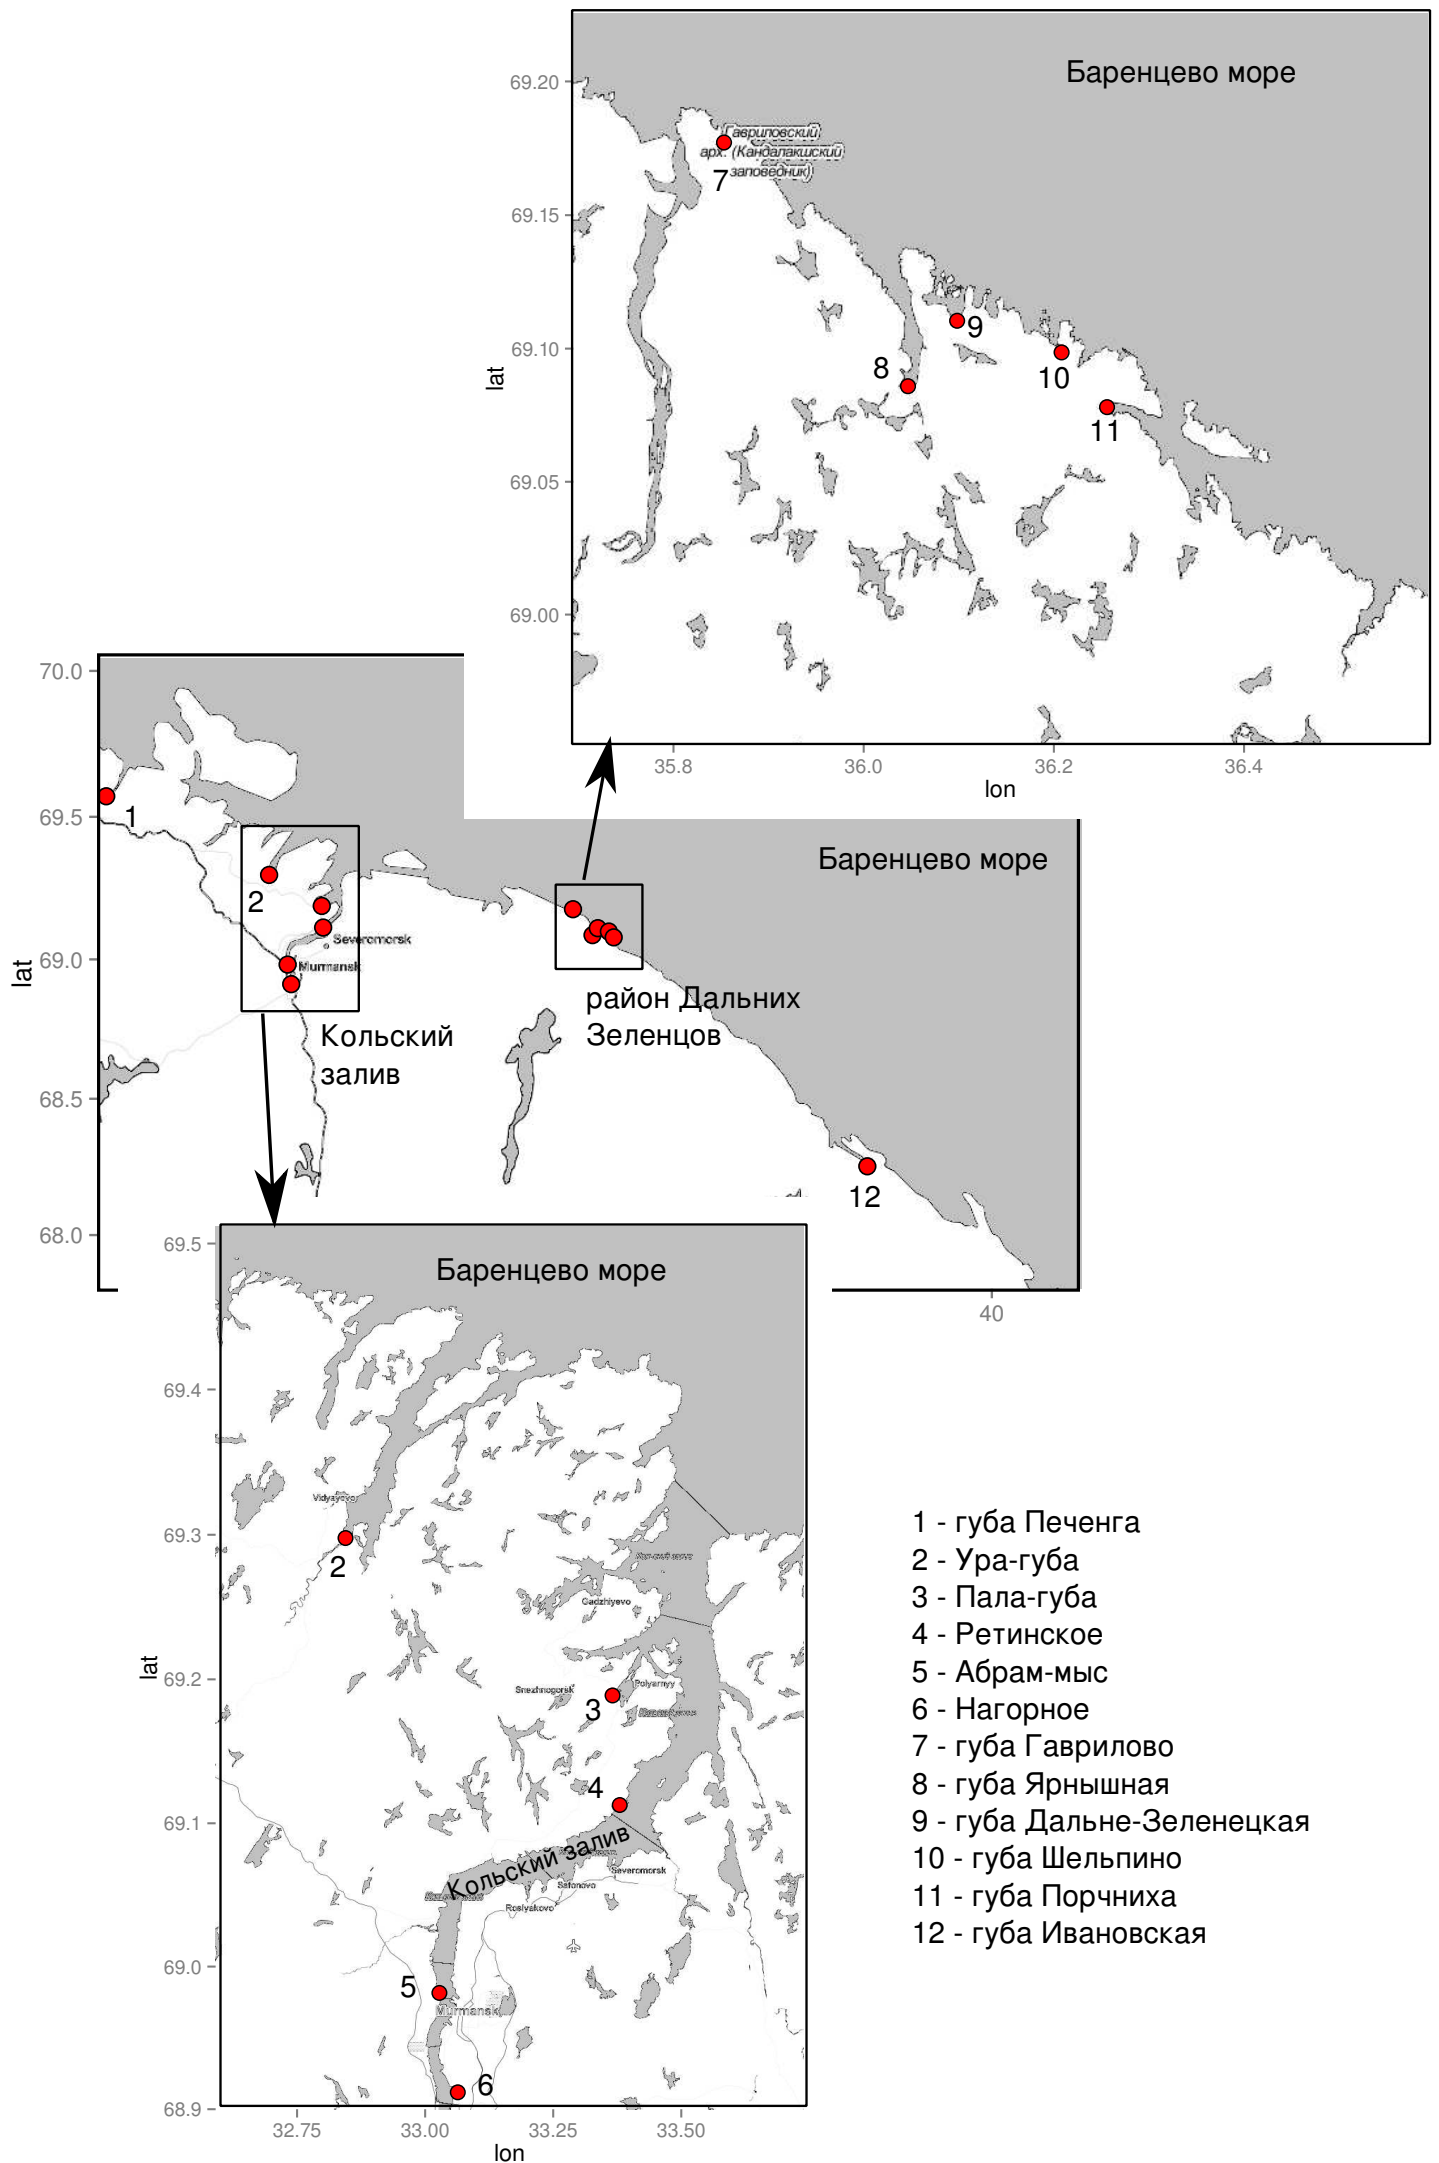 Баренцево море
69.20
69.15
69.10
69.05
69.00
lat
Гавриловский
арх. (Кандалакшский
заповедник)
7
8
9
10
11
35.8
36.0
36.2
36.4
lon
70.0
69.5
69.0
68.5
68.0
lat
1
2
Severomorsk
Murmansk
Кольский
залив
район Дальних
Зеленцов
Баренцево море
12
40
69.5
69.4
69.3
69.2
69.1
69.0
68.9
lat
Баренцево море
Vidyayevo
2
Gadzhiyevo
Snezhnogorsk
Polyarnyy
3
4
Кольский залив
Severomorsk
Safonovo
Roslyakovo
5
Murmansk
6
32.75
33.00
33.25
33.50
lon
1 - губа Печенга
2 - Ура-губа
3 - Пала-губа
4 - Ретинское
5 - Абрам-мыс
6 - Нагорное
7 - губа Гаврилово
8 - губа Ярнышная
9 - губа Дальне-Зеленецкая
10 - губа Шельпино
11 - губа Порчниха
12 - губа Ивановская